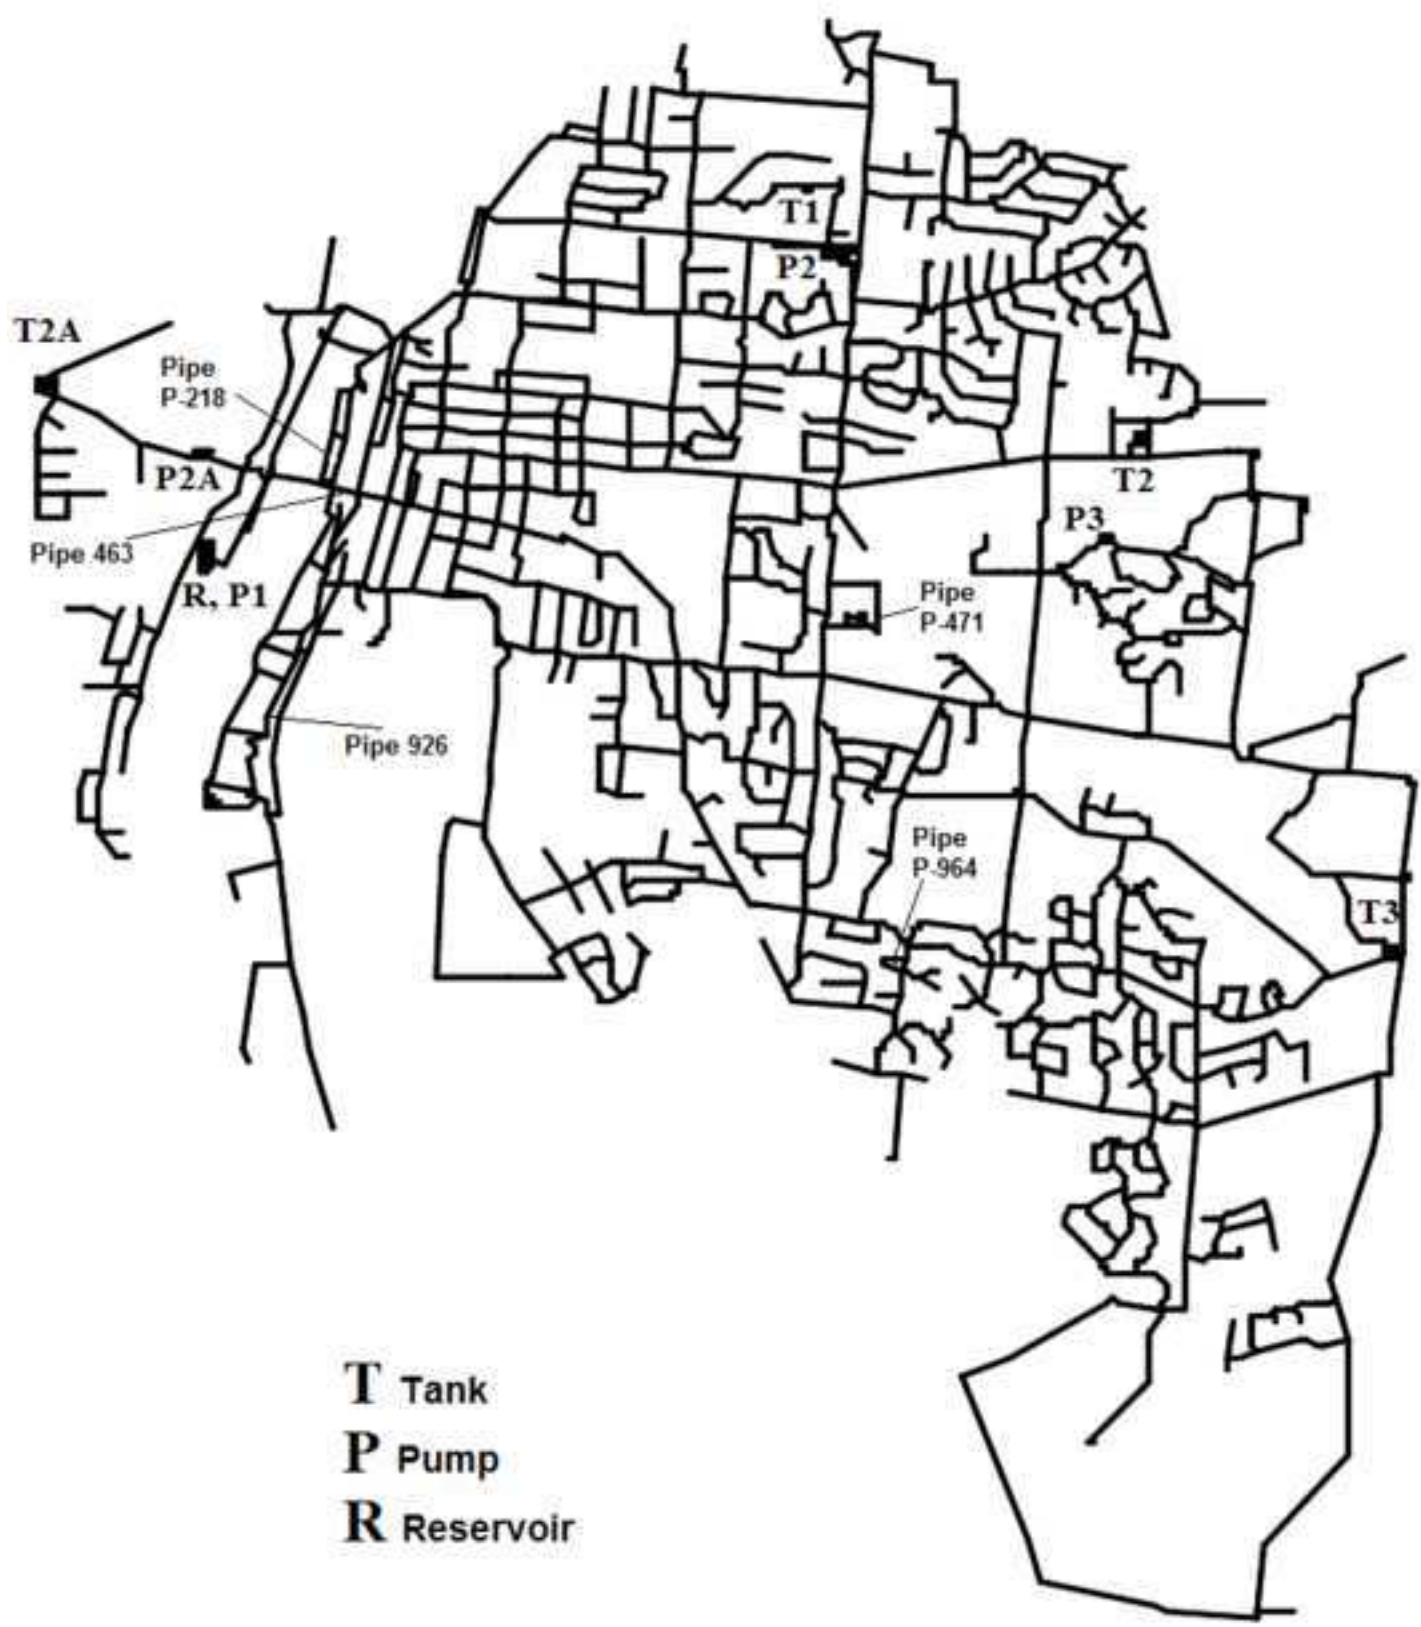 T1
P2
T2A
Pipe
P-218
P2A
T2
P3
Pipe 463
R, P1
Pipe
P-471
Pipe 926
Pipe
P-964
T3
T Tank
P Pump
R Reservoir